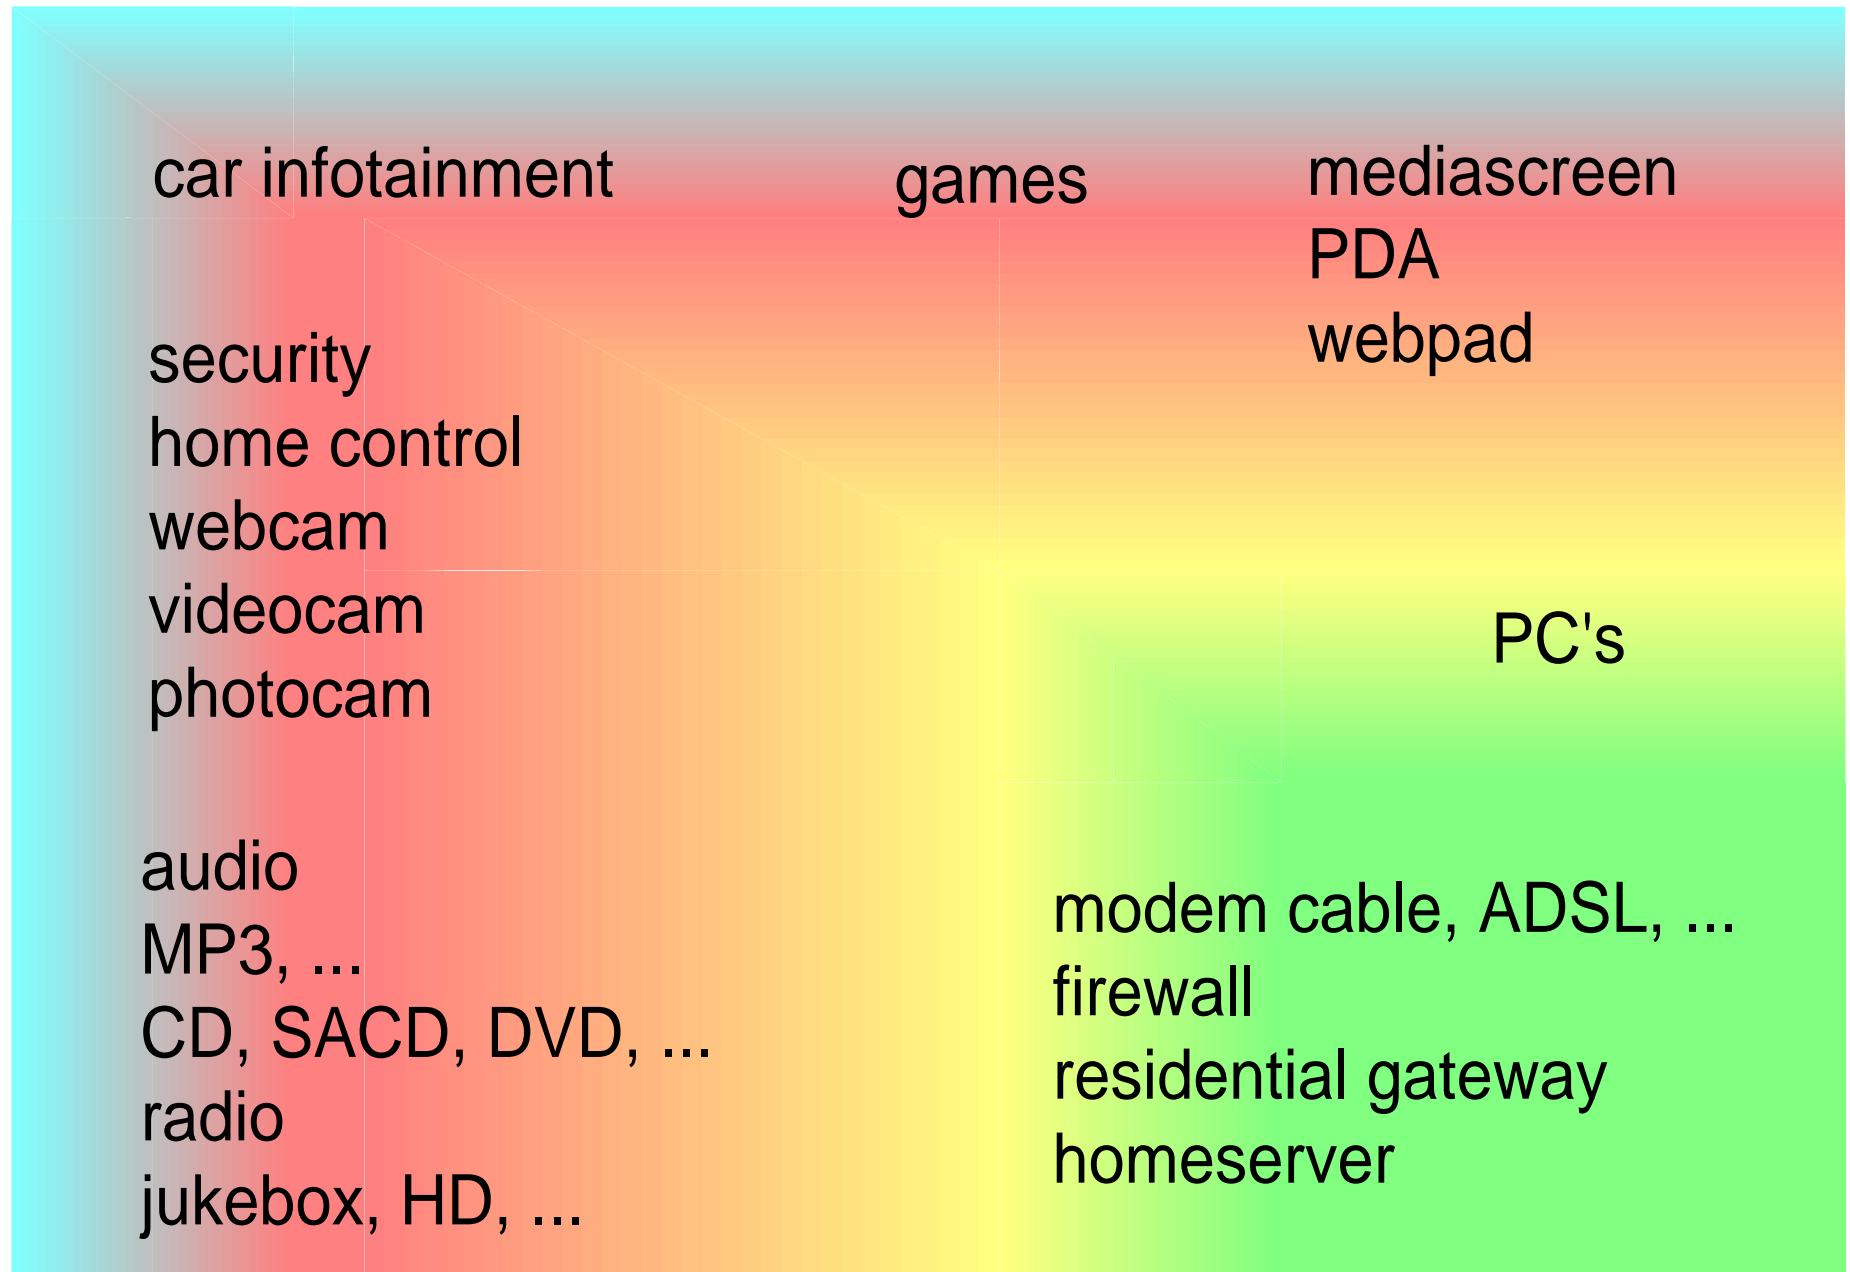 car infotainment
games
mediascreen
PDA
webpad
security
home control
webcam
videocam
photocam
PC's
audio
MP3, ...
CD, SACD, DVD, ...
radio
jukebox, HD, ...
modem cable, ADSL, ...
firewall
residential gateway
homeserver